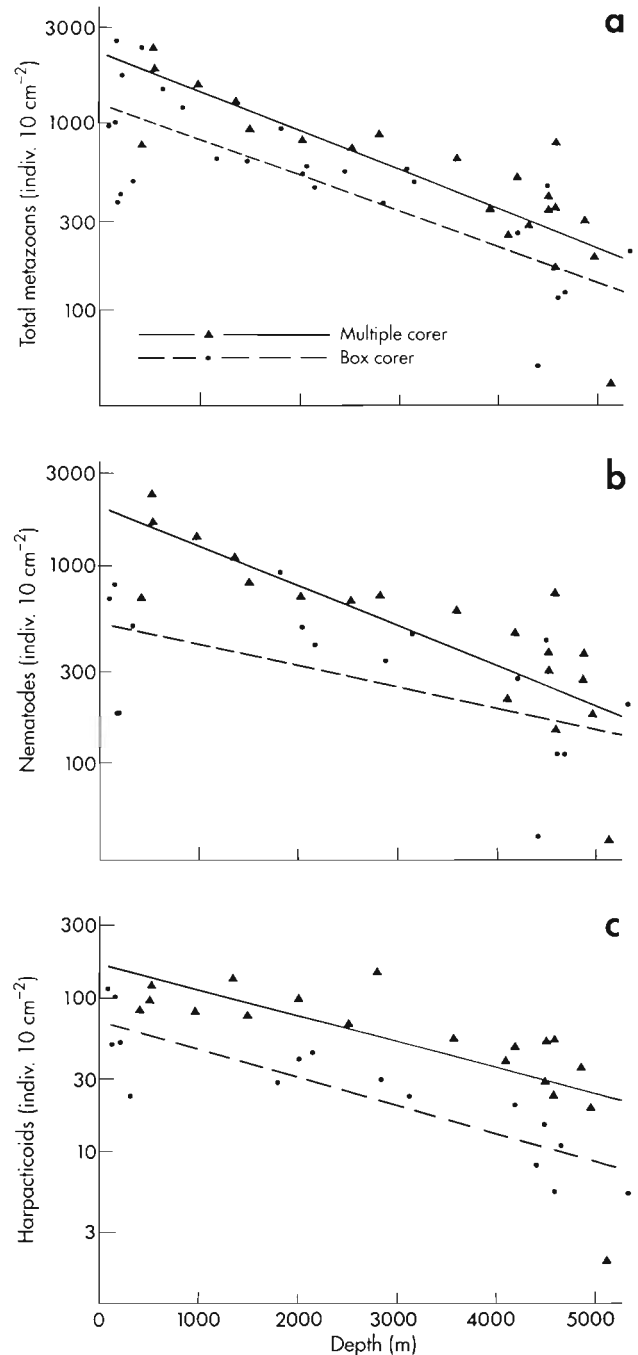 a
3000
1000
300
100
Total metazoans (indiv. 10 cm⁻²)
Multiple corer
Box corer
b
3000
1000
300
100
Nematodes (indiv. 10 cm⁻²)
c
300
100
30
10
3
Harpacticoids (indiv. 10 cm⁻²)
0 1000 2000 3000 4000 5000
Depth (m)